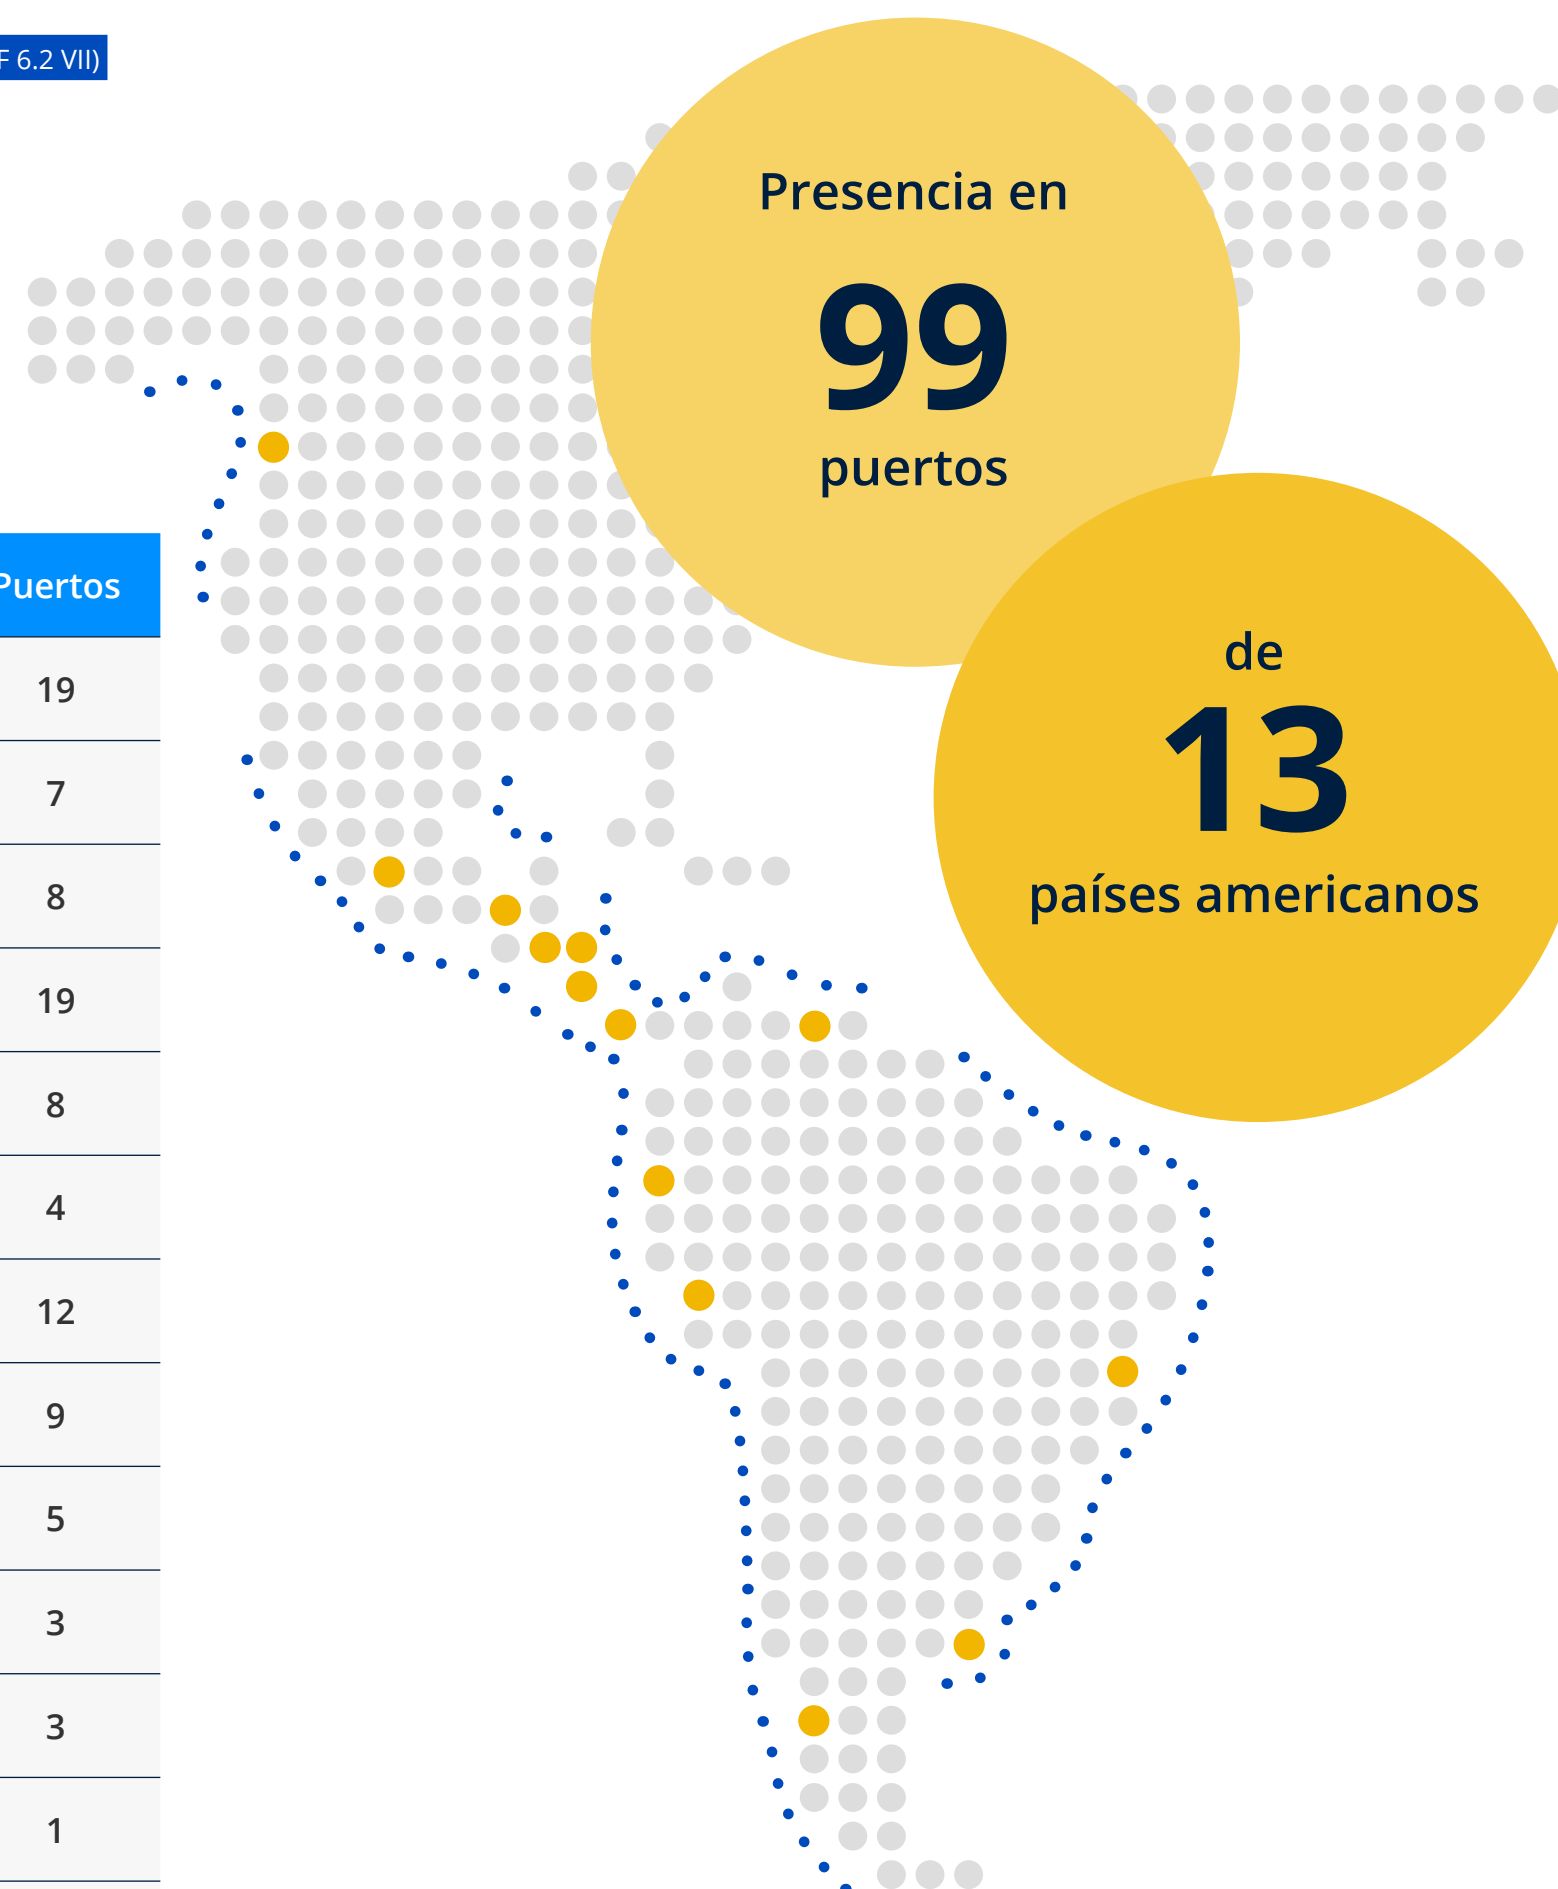 F 6.2 VII)
Presencia en
99
puertos
de
13
países americanos
Puertos
19
7
8
19
8
4
12
9
5
3
3
1